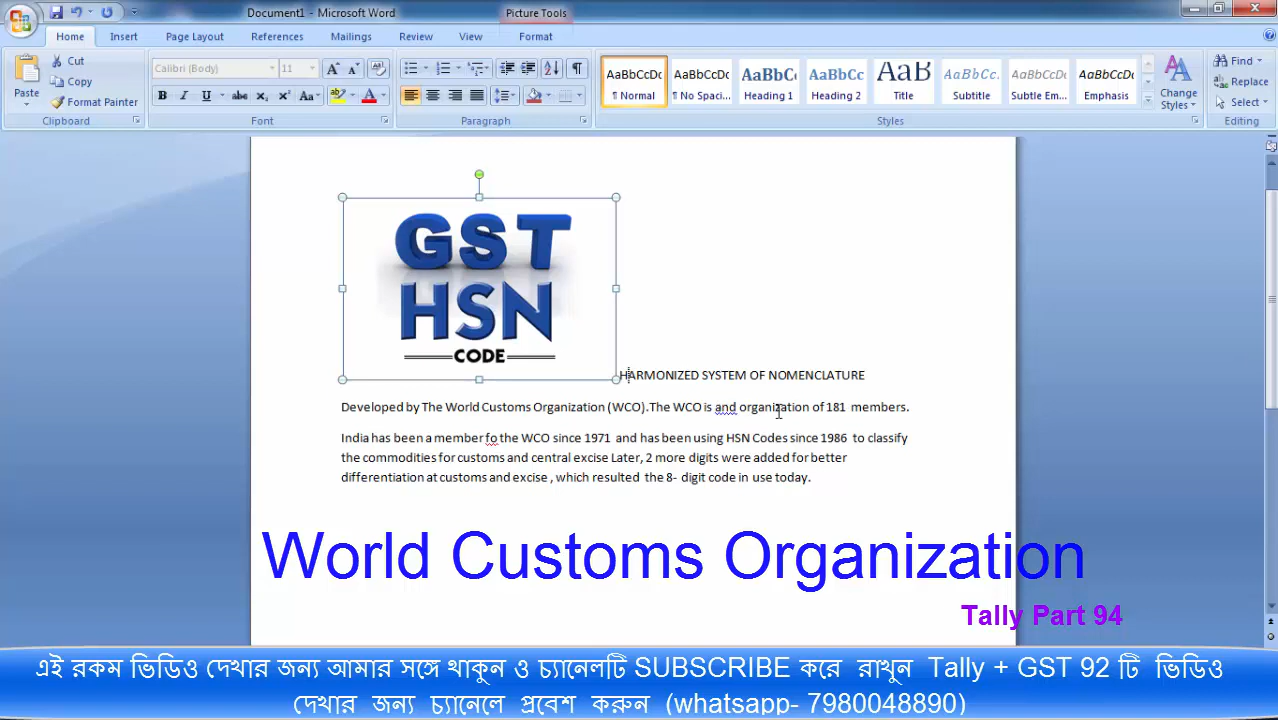 Document1 - Microsoft Word
Picture Tools
Home Insert Page Layout References Mailings Review View Format
Paste
Cut
Copy
Format Painter
Clipboard
Calibri (Body) 11
Font
Paragraph
AaBbCcDc AaBbCcDc AaBbC AaBbCc AaB AaBbCc. AaBbCcDc AaBbCcDc
¶ Normal ¶ No Spaci... Heading 1 Heading 2 Title Subtitle Subtle Em... Emphasis
Change Styles
Styles
Find
Replace
Select
Editing
GST
HSN
CODE
HARMONIZED SYSTEM OF NOMENCLATURE
Developed by The World Customs Organization (WCO).The WCO is and organization of 181 members.
India has been a member fo the WCO since 1971 and has been using HSN Codes since 1986 to classify
the commodities for customs and central excise Later, 2 more digits were added for better
differentiation at customs and excise , which resulted the 8- digit code in use today.
World Customs Organization
Tally Part 94
এই রকম ভিডিও দেখার জন্য আমার সঙ্গে থাকুন ও চ্যানেলটি SUBSCRIBE করে রাখুন Tally + GST 92 টি ভিডিও
দেখার জন্য চ্যানেলে প্রবেশ করুন (whatsapp- 7980048890)